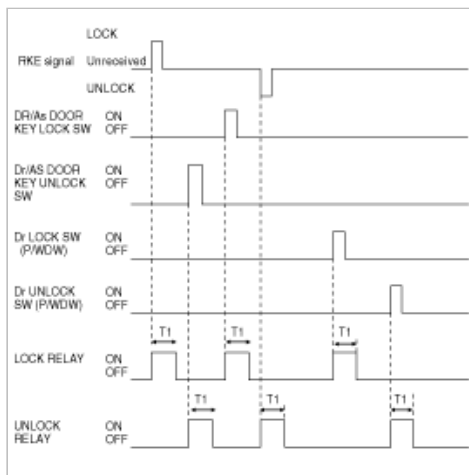 LOCK
RKE signal Unreceived
UNLOCK
DR/As DOOR ON
KEY LOCK SW OFF
Dr/AS DOOR ON
KEY UNLOCK OFF
SW
Dr LOCK SW ON
(P/WDW) OFF
Dr UNLOCK ON
SW (P/WDW) OFF
T1 T1 T1
LOCK RELAY ON
OFF
T1 T1 T1
UNLOCK ON
RELAY OFF